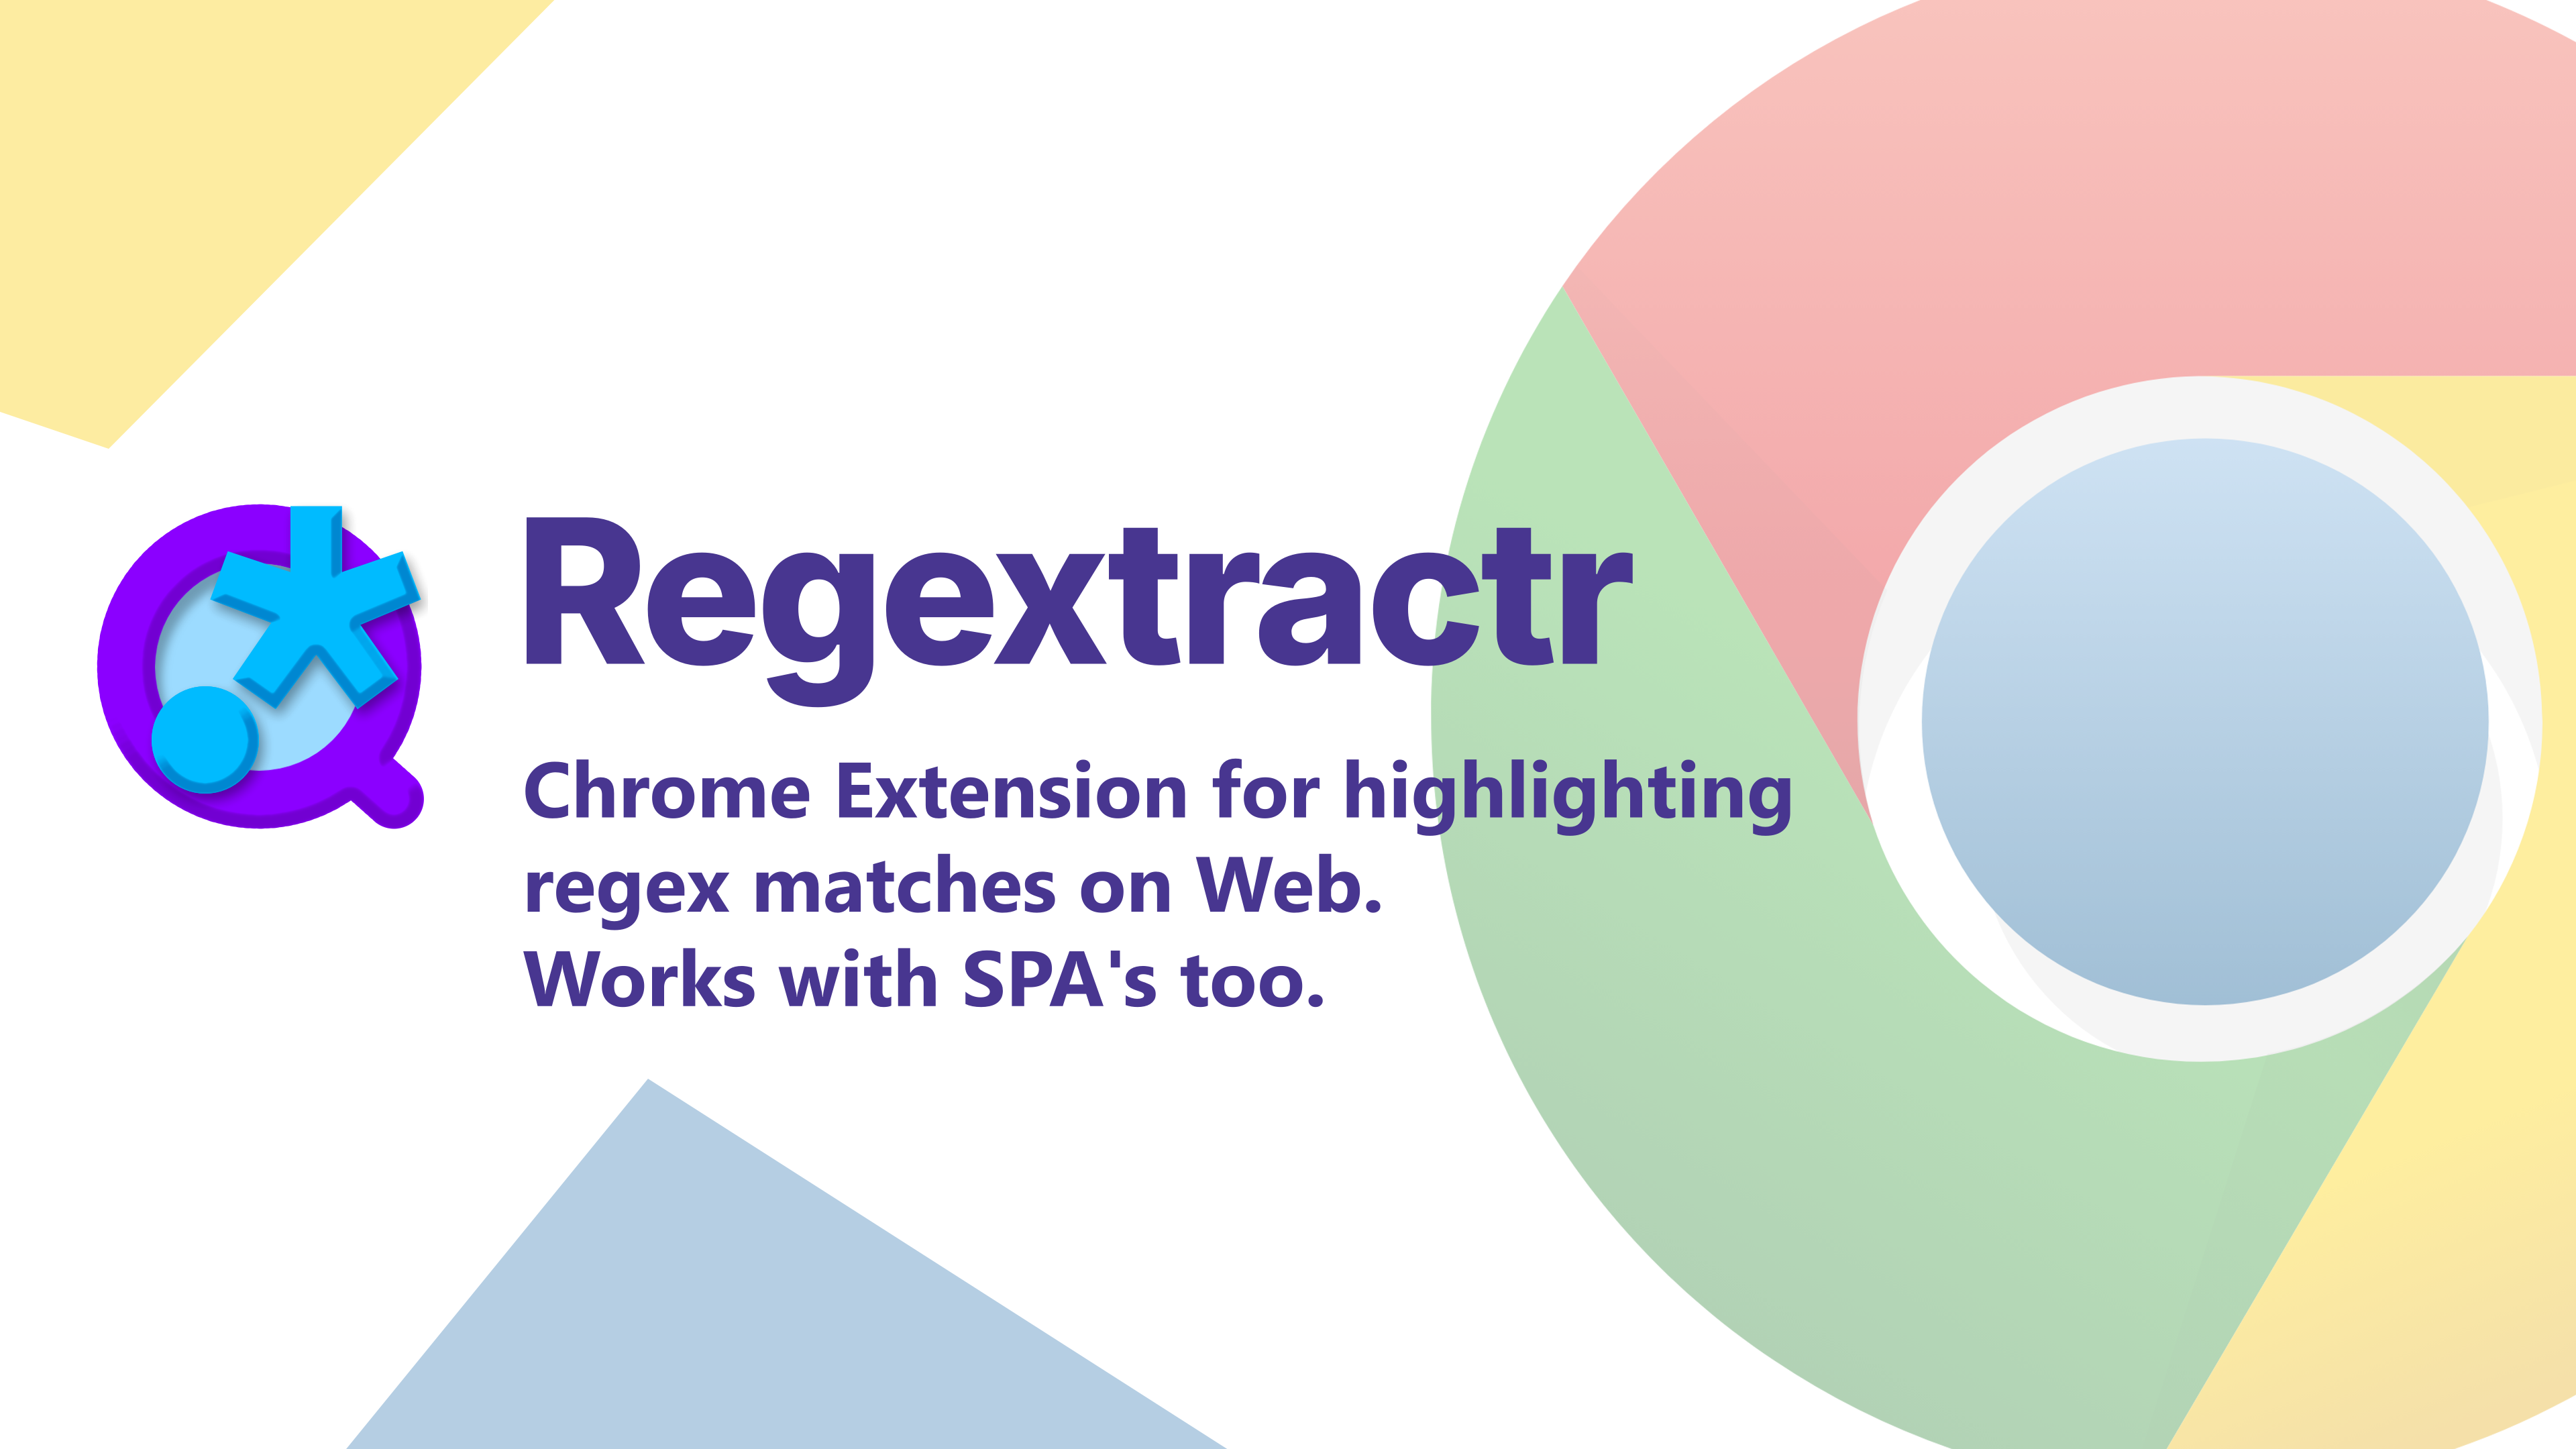 Regextractr
Chrome Extension for highlighting
regex matches on Web.
Works with SPA's too.